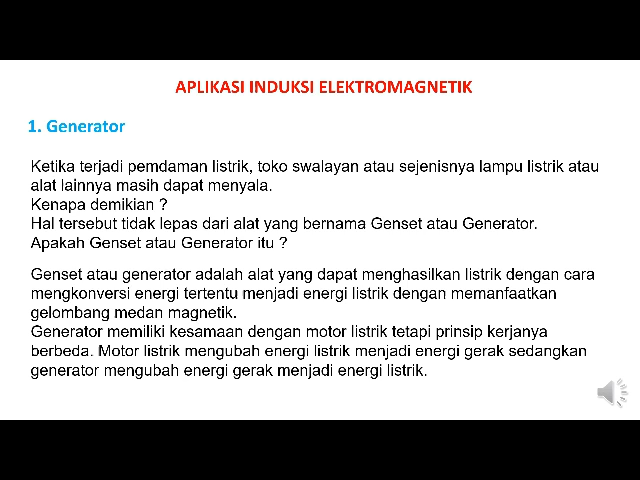 APLIKASI INDUKSI ELEKTROMAGNETIK
1. Generator
Ketika terjadi pemdaman listrik, toko swalayan atau sejenisnya lampu listrik atau
alat lainnya masih dapat menyala.
Kenapa demikian ?
Hal tersebut tidak lepas dari alat yang bernama Genset atau Generator.
Apakah Genset atau Generator itu ?
Genset atau generator adalah alat yang dapat menghasilkan listrik dengan cara
mengkonversi energi tertentu menjadi energi listrik dengan memanfaatkan
gelombang medan magnetik.
Generator memiliki kesamaan dengan motor listrik tetapi prinsip kerjanya
berbeda. Motor listrik mengubah energi listrik menjadi energi gerak sedangkan
generator mengubah energi gerak menjadi energi listrik.